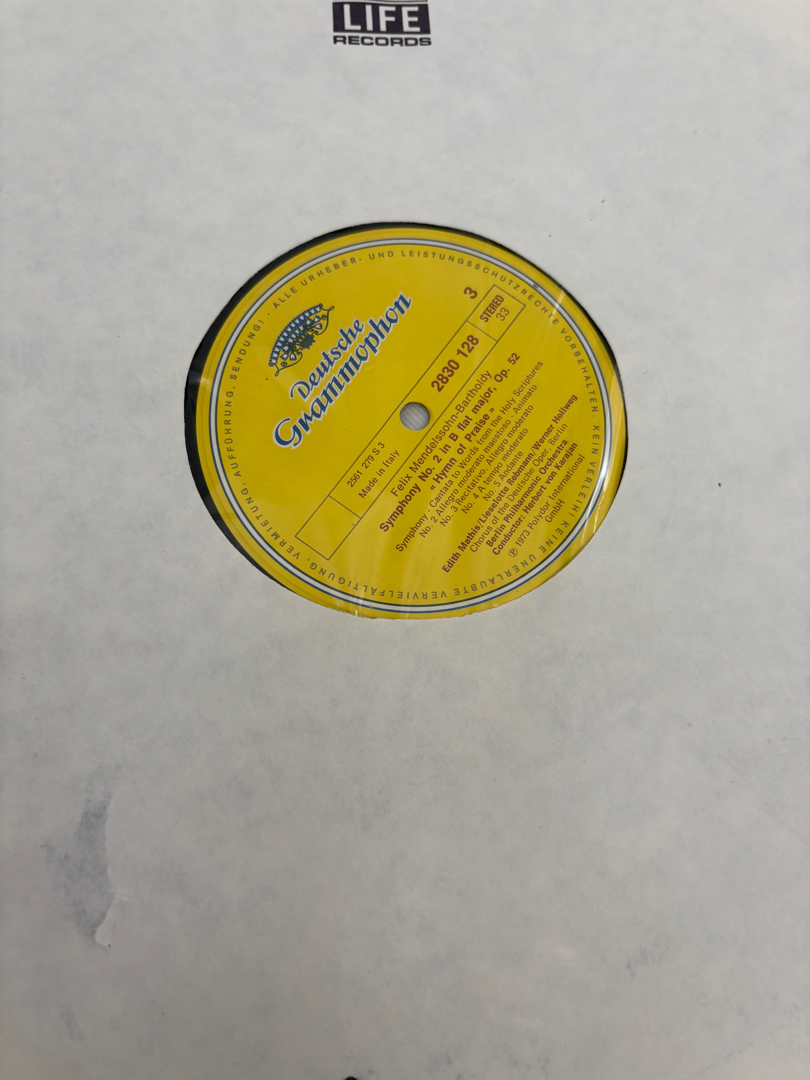 LIFE
RECORDS
ALLE URHEBER- UND LEISTUNGSSCHUTZRECHTE VORBEHALTEN. KEIN VERLEIH! KEINE UNERLAUBTE VERVIELFÄLTIGUNG, VERMIETUNG, AUFFÜHRUNG, SENDUNG!
Deutsche
Grammophon
3
2561 279 S 3
Made in Italy
2830 128
STEREO
33
Felix Mendelssohn-Bartholdy
Symphony No. 2 in B flat major, Op. 52
« Hymn of Praise »
Symphony - Cantata to Words from the Holy Scriptures
No. 2 Allegro moderato maestoso - Animato
No. 3 Recitativo. Allegro moderato
No. 4 A tempo moderato
No. 5 Andante
Edith Mathis/Lieselotte Rebmann/Werner Hollweg
Chorus of the Deutsche Oper, Berlin
Berlin Philharmonic Orchestra
Conductor: Herbert von Karajan
℗ 1973 Polydor International
GmbH